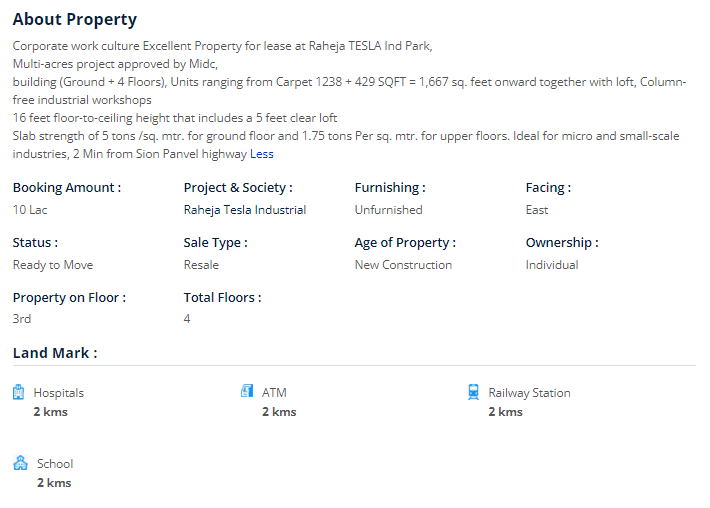 About Property
Corporate work culture Excellent Property for lease at Raheja TESLA Ind Park,
Multi-acres project approved by Midc,
building (Ground + 4 Floors), Units ranging from Carpet 1238 + 429 SQFT = 1,667 sq. feet onward together with loft, Column-
free industrial workshops
16 feet floor-to-ceiling height that includes a 5 feet clear loft
Slab strength of 5 tons /sq. mtr. for ground floor and 1.75 tons Per sq. mtr. for upper floors. Ideal for micro and small-scale
industries, 2 Min from Sion Panvel highway Less
Booking Amount : Project & Society : Furnishing : Facing :
10 Lac Raheja Tesla Industrial Unfurnished East
Status : Sale Type : Age of Property : Ownership :
Ready to Move Resale New Construction Individual
Property on Floor : Total Floors :
3rd 4
Land Mark :
Hospitals ATM Railway Station
2 kms 2 kms 2 kms
School
2 kms